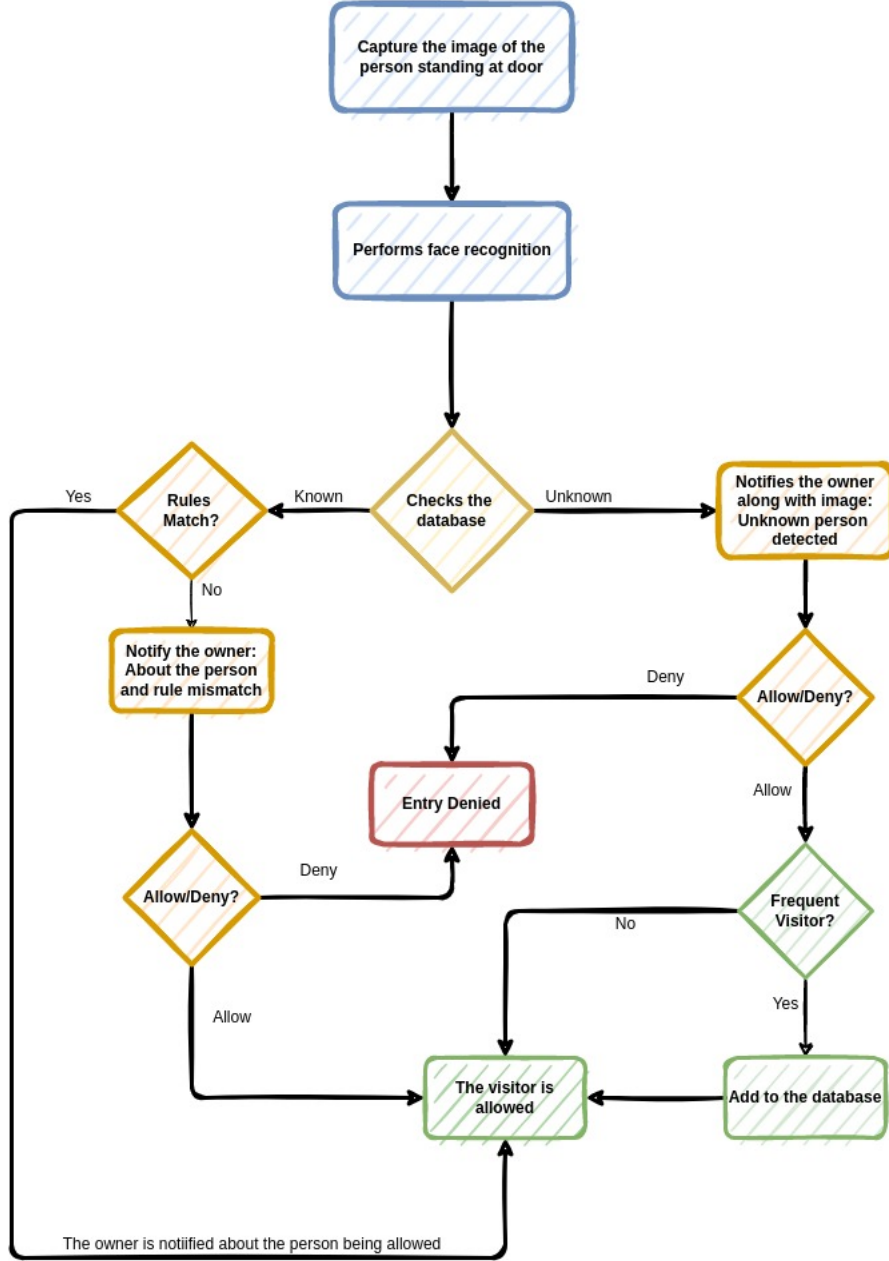 Capture the image of the
person standing at door
Performs face recognition
Checks the
database
Known
Unknown
Rules
Match?
Yes
No
Notifies the owner
along with image:
Unknown person
detected
Notify the owner:
About the person
and rule mismatch
Allow/Deny?
Deny
Allow
Entry Denied
Allow/Deny?
Deny
Allow
Frequent
Visitor?
No
Yes
The visitor is
allowed
Add to the database
The owner is notiified about the person being allowed